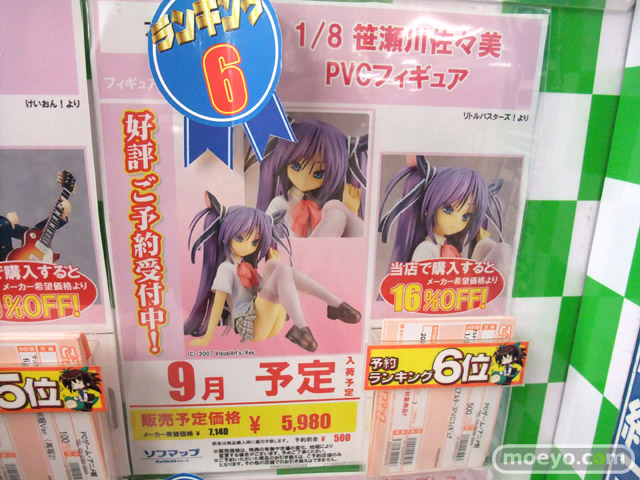 ランキング
6
1/8 笹瀬川佐々美
PVCフィギュア
フィギュア
けいおん!より
リトルバスターズ!より
好評ご予約受付中!
で購入すると
メーカー希望価格より
%OFF!
当店で購入すると
メーカー希望価格より
16%OFF!
(C) 2007 VisualArt's/Key
9月 予定
入荷予定
販売予定価格 ¥ 5,980
メーカー希望価格 ¥ 7,140
予約前金 ¥ 500
ソフマップ
5位
予約
ランキング 6位
moeyo.com